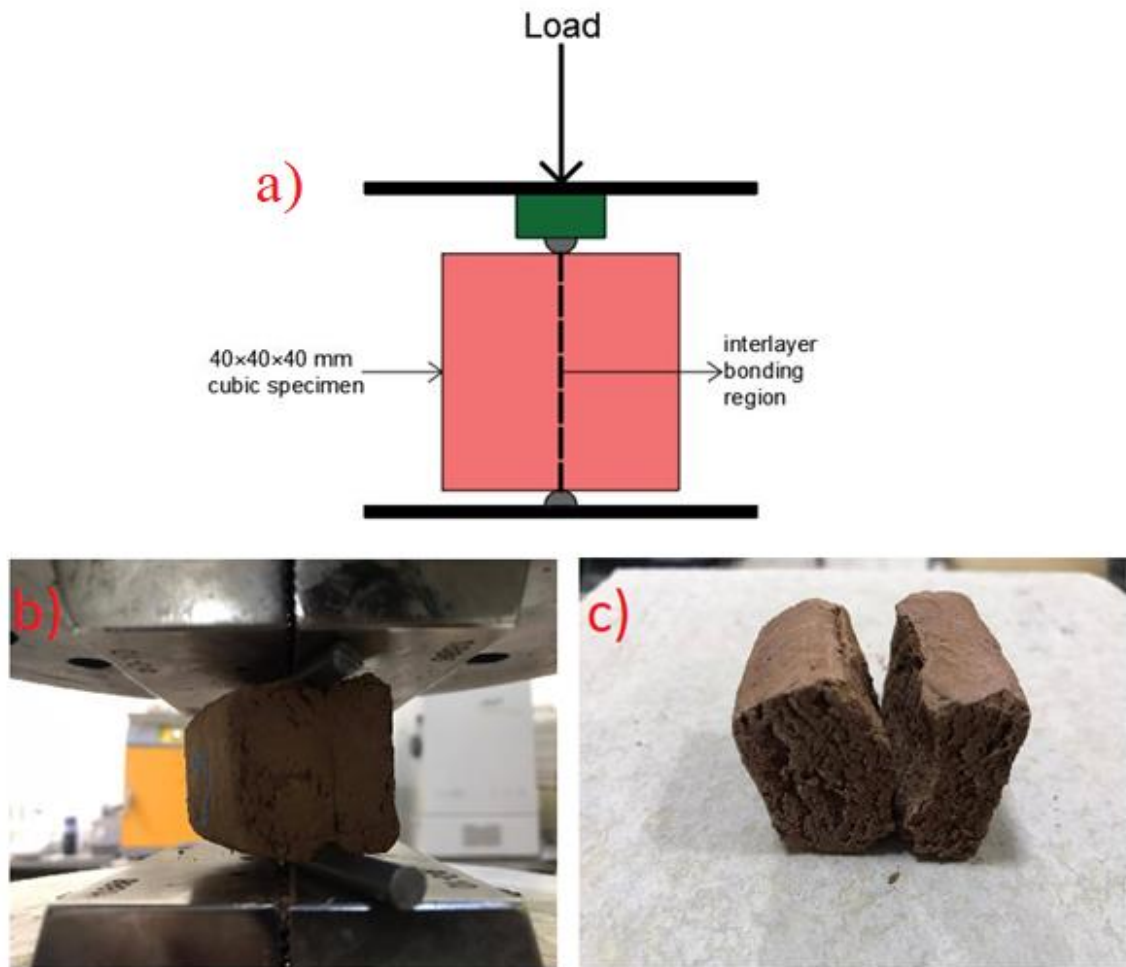 Load
a)
40×40×40 mm
cubic specimen
interlayer
bonding
region
b)
c)